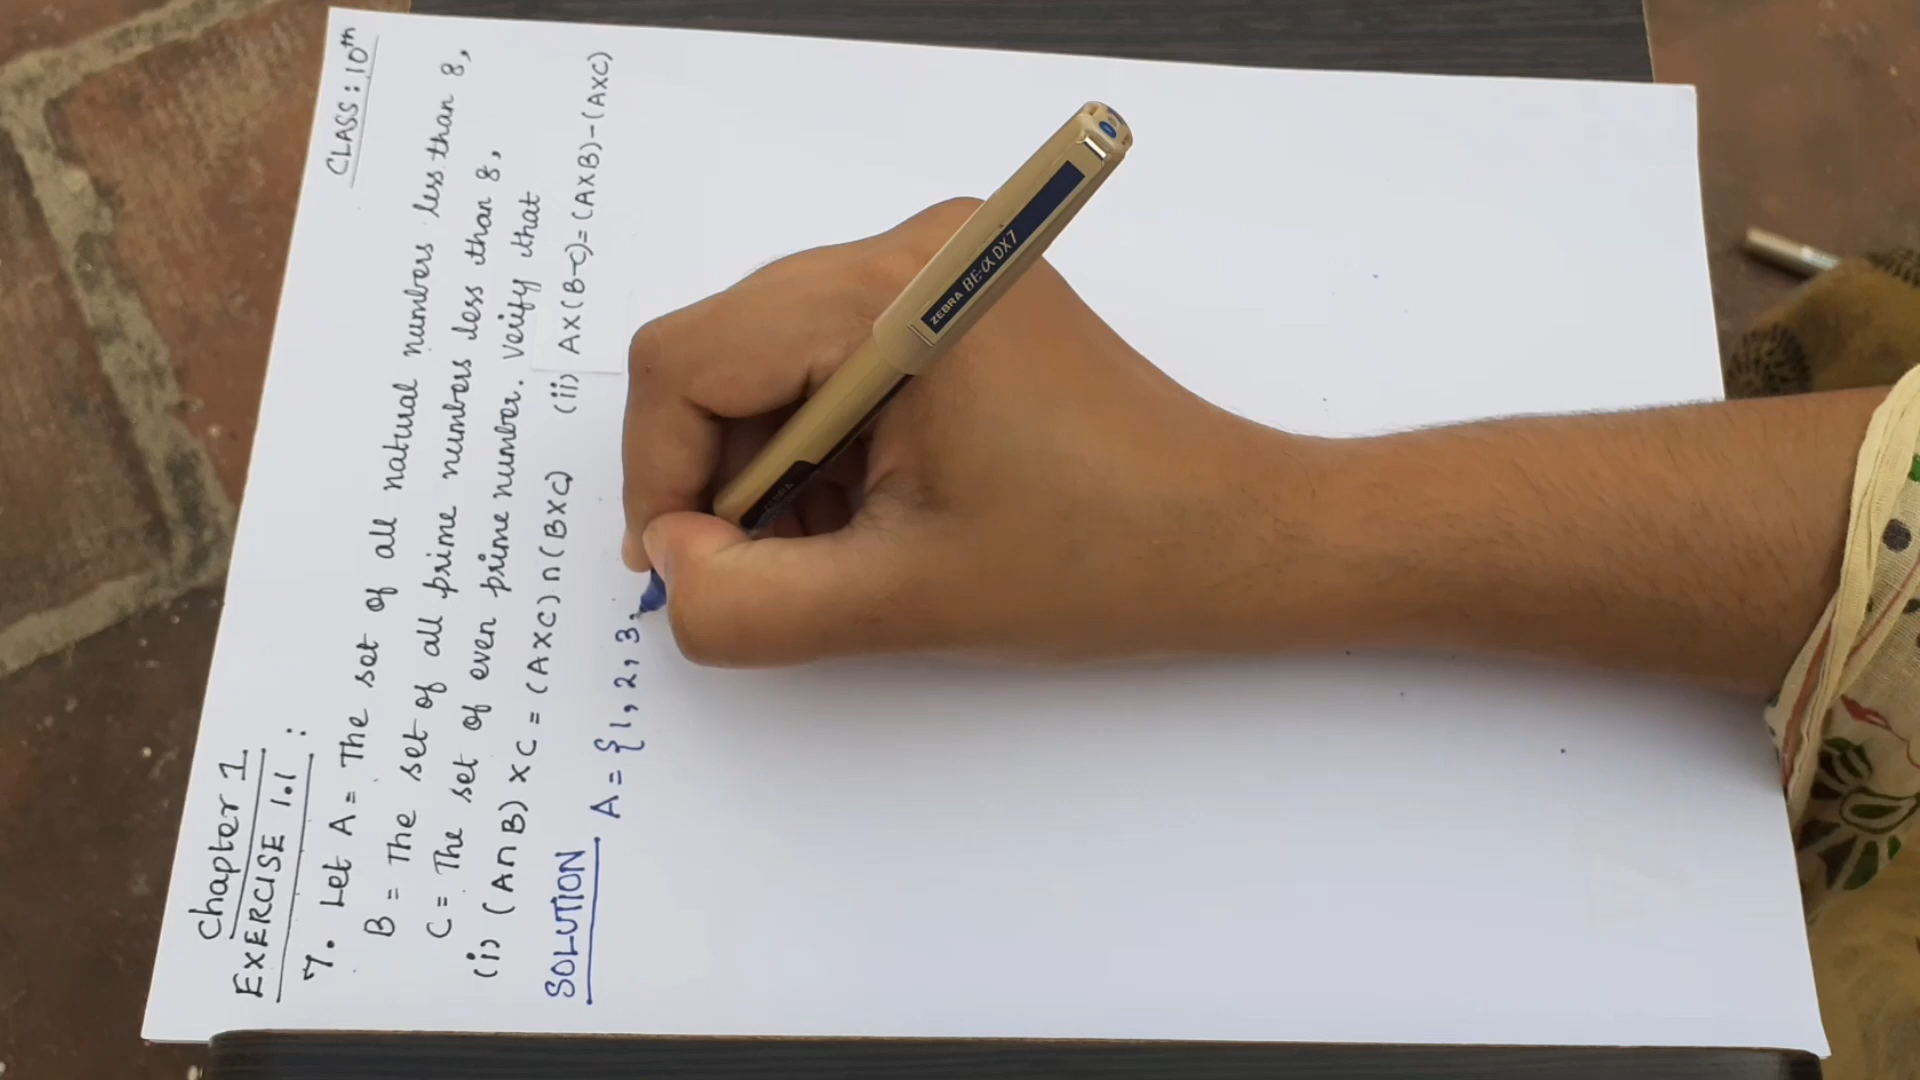 CLASS: 10th
Chapter 1
EXERCISE 1.1
7. Let A = The set of all natural numbers less than 8,
B = The set of all prime numbers less than 8,
C = The set of even prime number. Verify that
(i) (A∩B) × C = (A×C) ∩ (B×C) (ii) A×(B-C) = (A×B) - (A×C)
SOLUTION A = {1, 2, 3,
ZEBRA BE-α DX7
ZEBRA